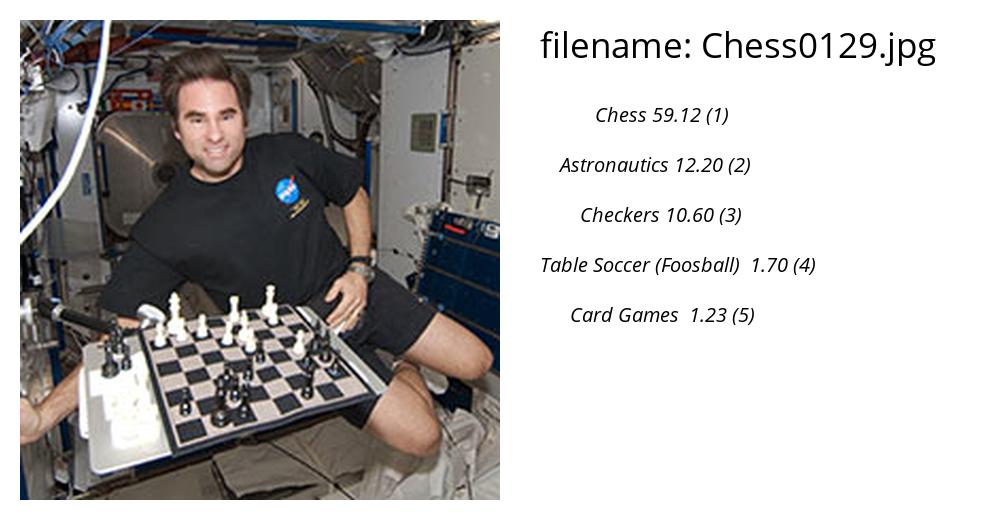 filename: Chess0129.jpg
Chess 59.12 (1)
Astronautics 12.20 (2)
Checkers 10.60 (3)
Table Soccer (Foosball) 1.70 (4)
Card Games 1.23 (5)
NASA